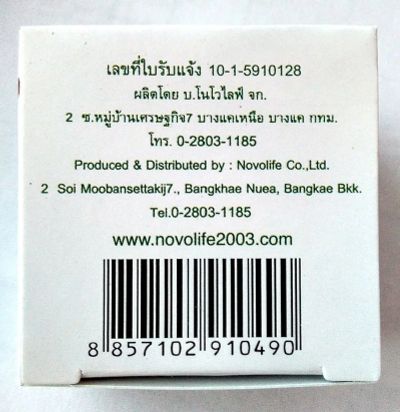 เลขที่ใบรับแจ้ง 10-1-5910128
ผลิตโดย บ.โนโวไลฟ์ จก.
2 ซ.หมู่บ้านเศรษฐกิจ7 บางแคเหนือ บางแค กทม.
โทร. 0-2803-1185
Produced & Distributed by : Novolife Co.,Ltd.
2 Soi Moobansettakij7., Bangkhae Nuea, Bangkae Bkk.
Tel.0-2803-1185
www.novolife2003.com
8 857102 910490